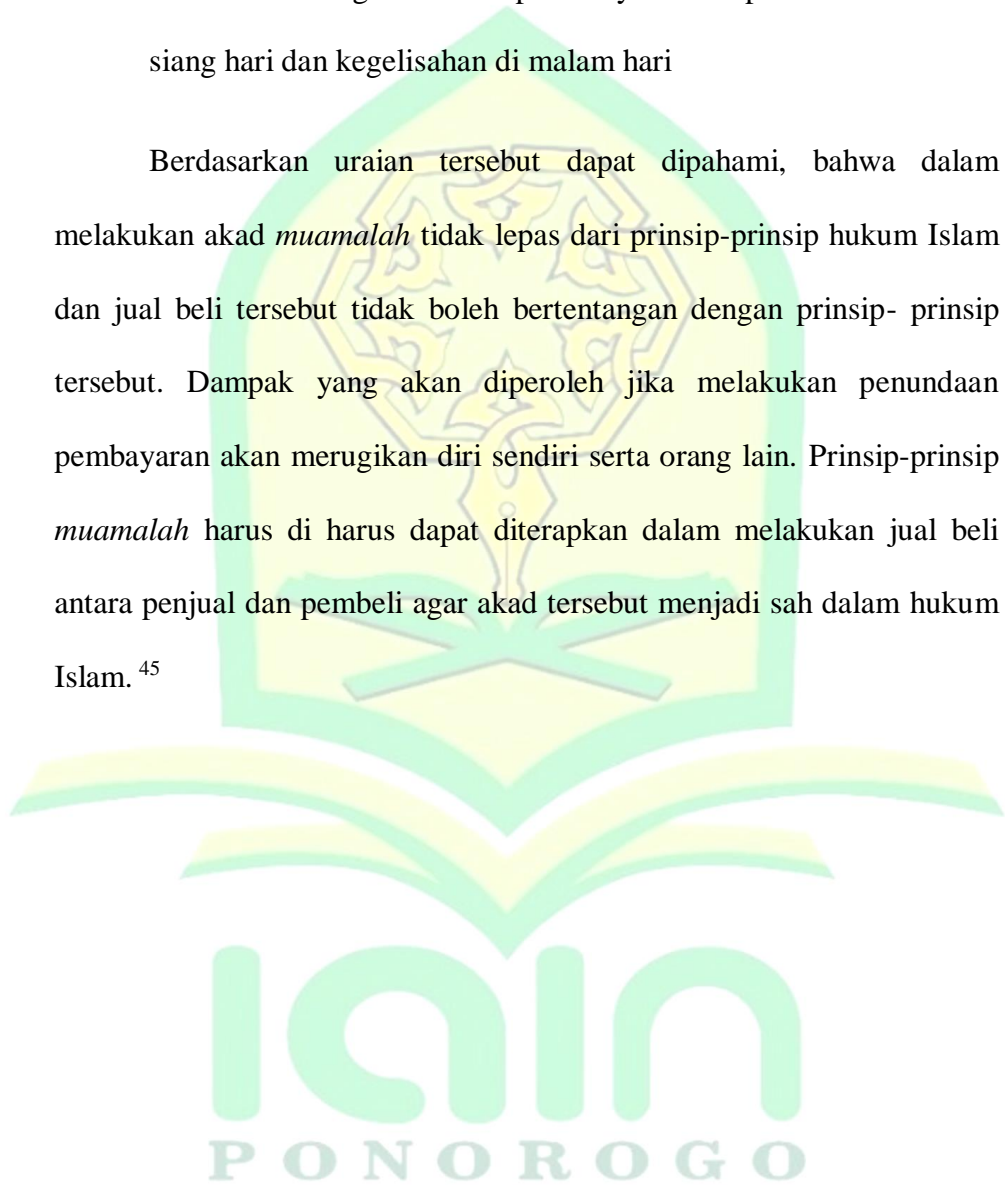 siang hari dan kegelisahan di malam hari
Berdasarkan uraian tersebut dapat dipahami, bahwa dalam
melakukan akad muamalah tidak lepas dari prinsip-prinsip hukum Islam
dan jual beli tersebut tidak boleh bertentangan dengan prinsip- prinsip
tersebut. Dampak yang akan diperoleh jika melakukan penundaan
pembayaran akan merugikan diri sendiri serta orang lain. Prinsip-prinsip
muamalah harus di harus dapat diterapkan dalam melakukan jual beli
antara penjual dan pembeli agar akad tersebut menjadi sah dalam hukum
Islam. 45
iain
PONOROGO